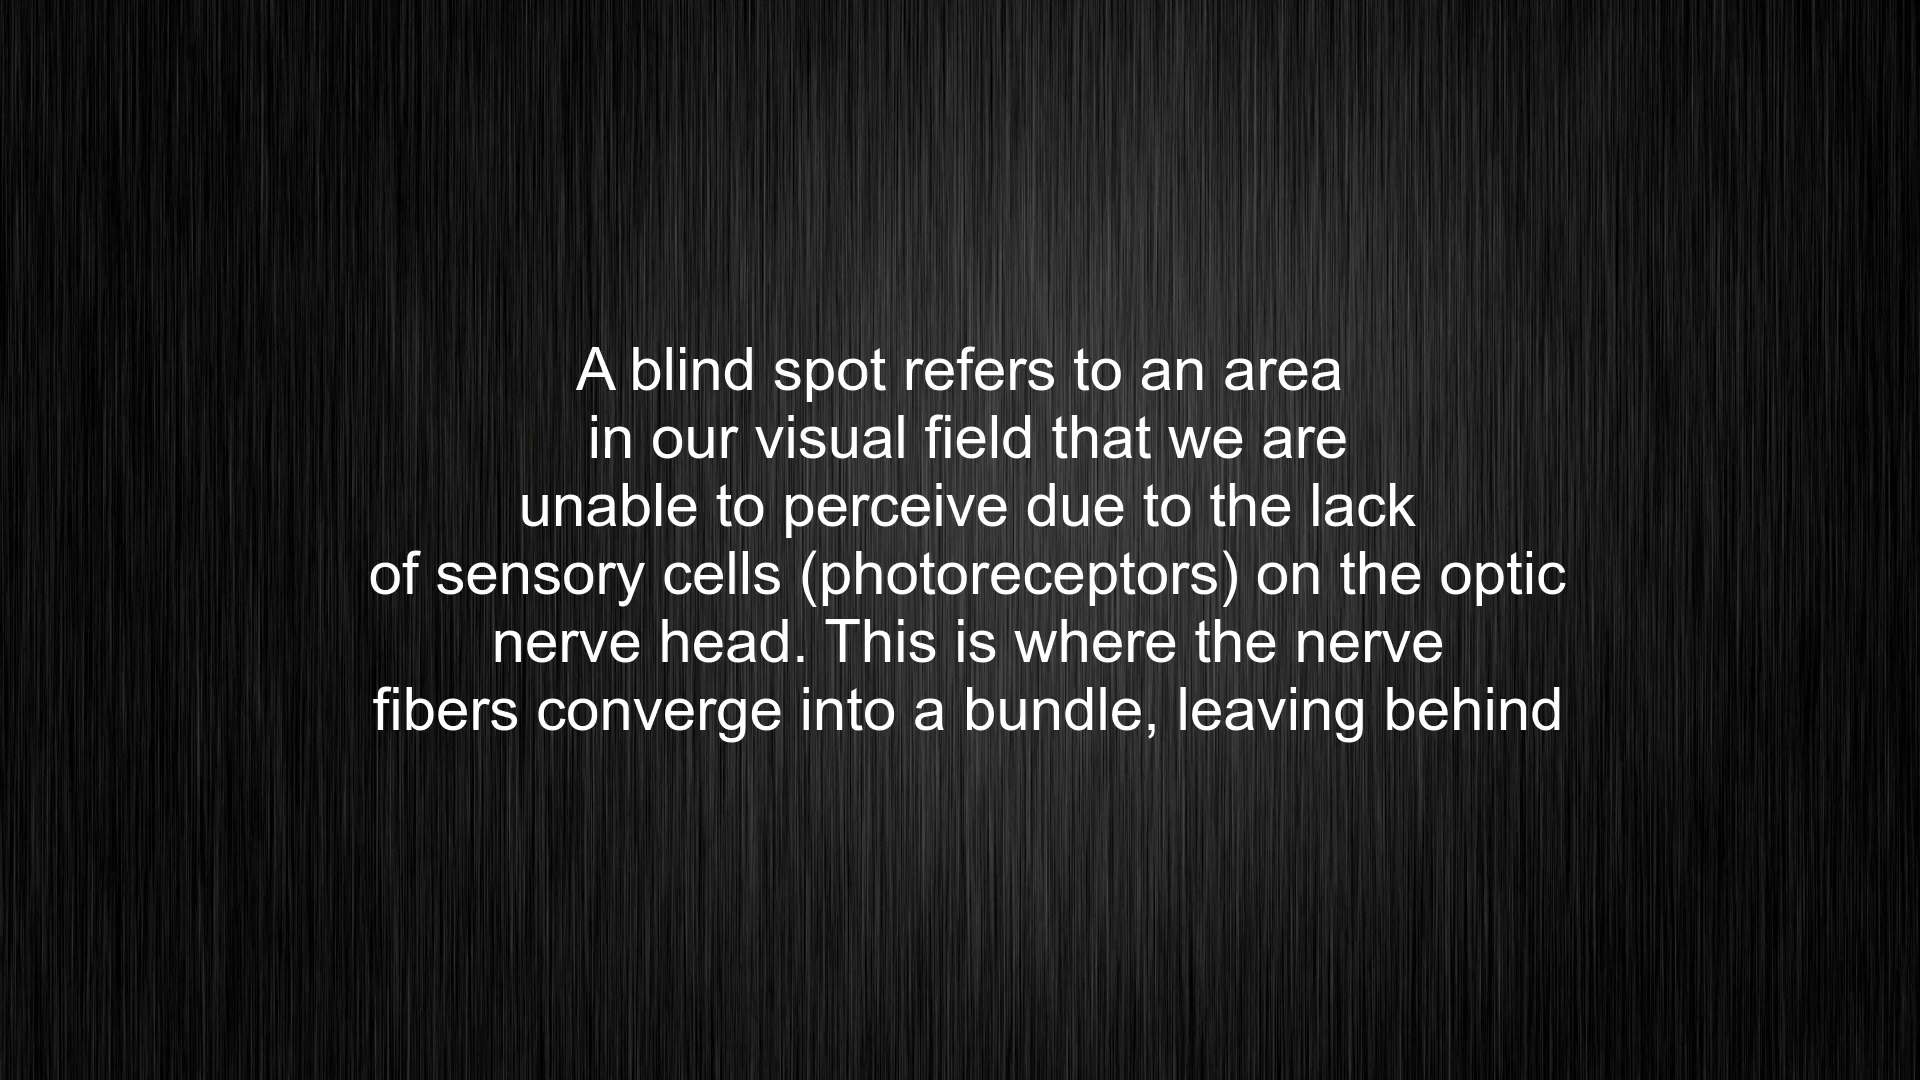 A blind spot refers to an area
in our visual field that we are
unable to perceive due to the lack
of sensory cells (photoreceptors) on the optic
nerve head. This is where the nerve
fibers converge into a bundle, leaving behind